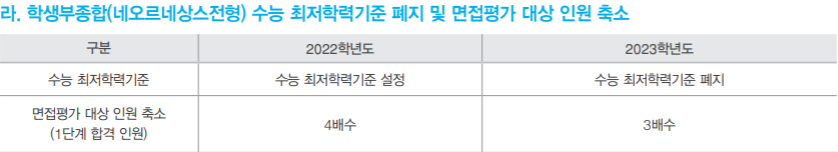 라. 학생부종합(네오르네상스전형) 수능 최저학력기준 폐지 및 면접평가 대상 인원 축소
구분 2022학년도 2023학년도
수능 최저학력기준 수능 최저학력기준 설정 수능 최저학력기준 폐지
면접평가 대상 인원 축소
(1단계 합격 인원) 4배수 3배수